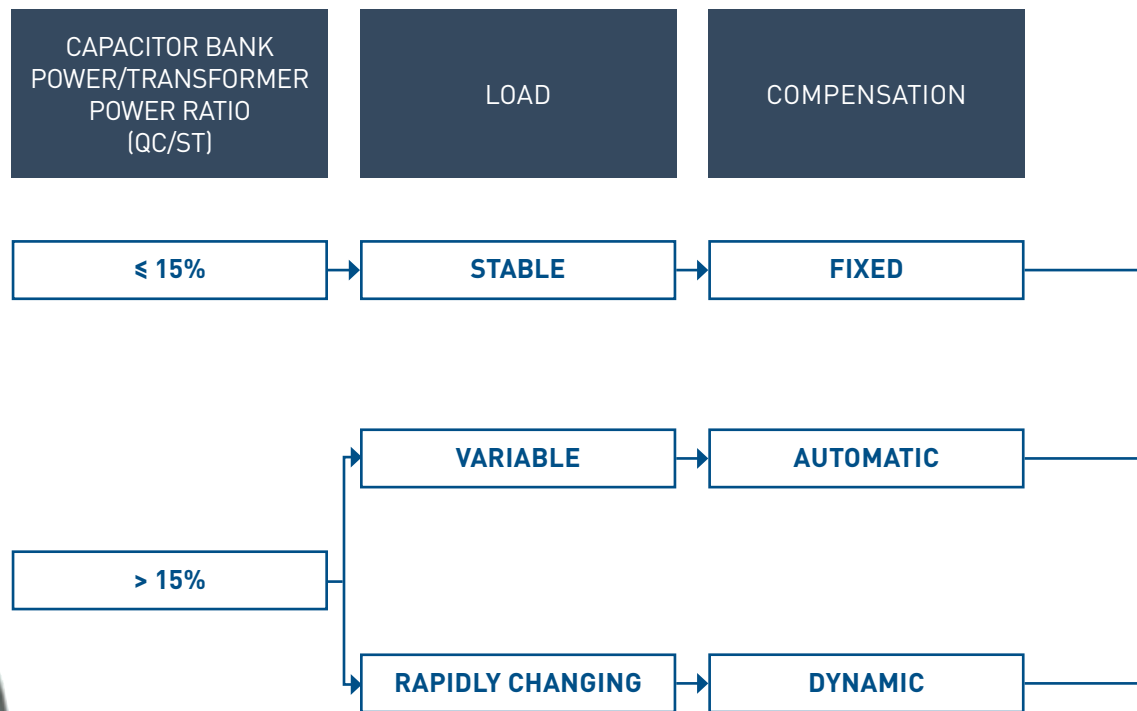 CAPACITOR BANK
POWER/TRANSFORMER
POWER RATIO
(QC/ST)
LOAD
COMPENSATION
⩽ 15%
STABLE
FIXED
VARIABLE
AUTOMATIC
> 15%
RAPIDLY CHANGING
DYNAMIC